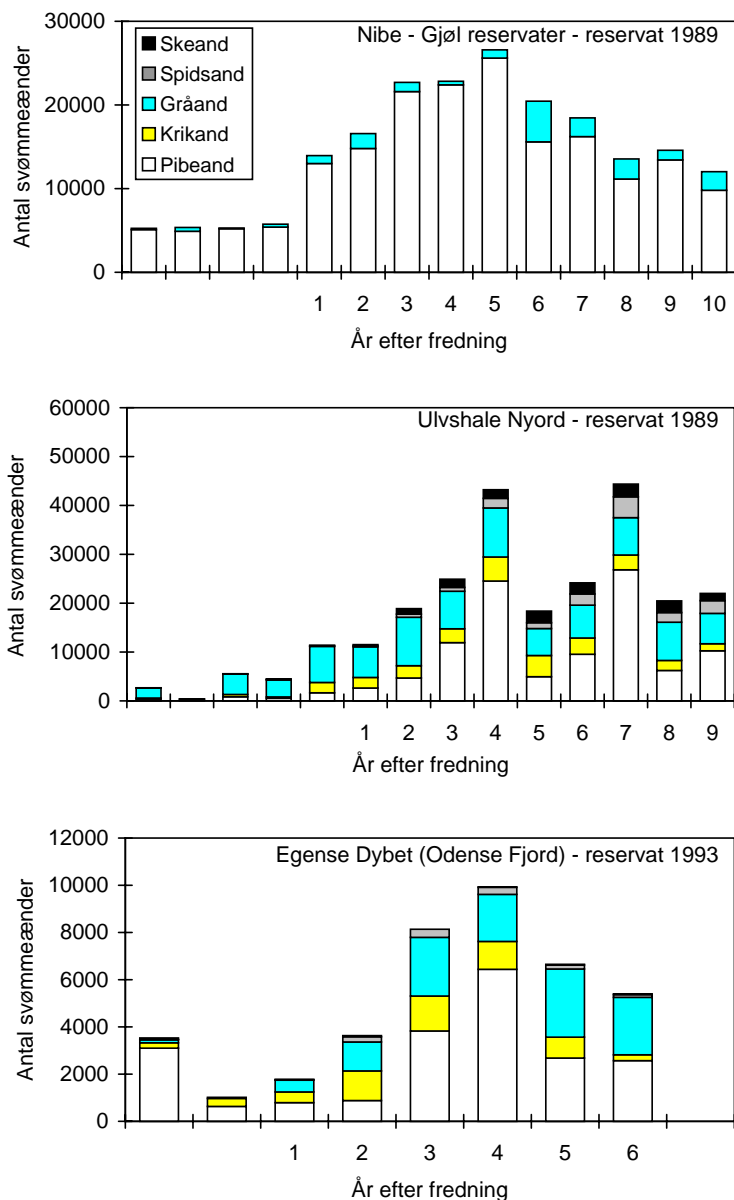 Nibe - Gjøl reservater - reservat 1989
Skeand
Spidsand
Gråand
Krikand
Pibeand
Antal svømmeænder
30000
20000
10000
0
1 2 3 4 5 6 7 8 9 10
År efter fredning
Ulvshale Nyord - reservat 1989
Antal svømmeænder
60000
50000
40000
30000
20000
10000
0
1 2 3 4 5 6 7 8 9
År efter fredning
Egense Dybet (Odense Fjord) - reservat 1993
Antal svømmeænder
12000
10000
8000
6000
4000
2000
0
1 2 3 4 5 6
År efter fredning